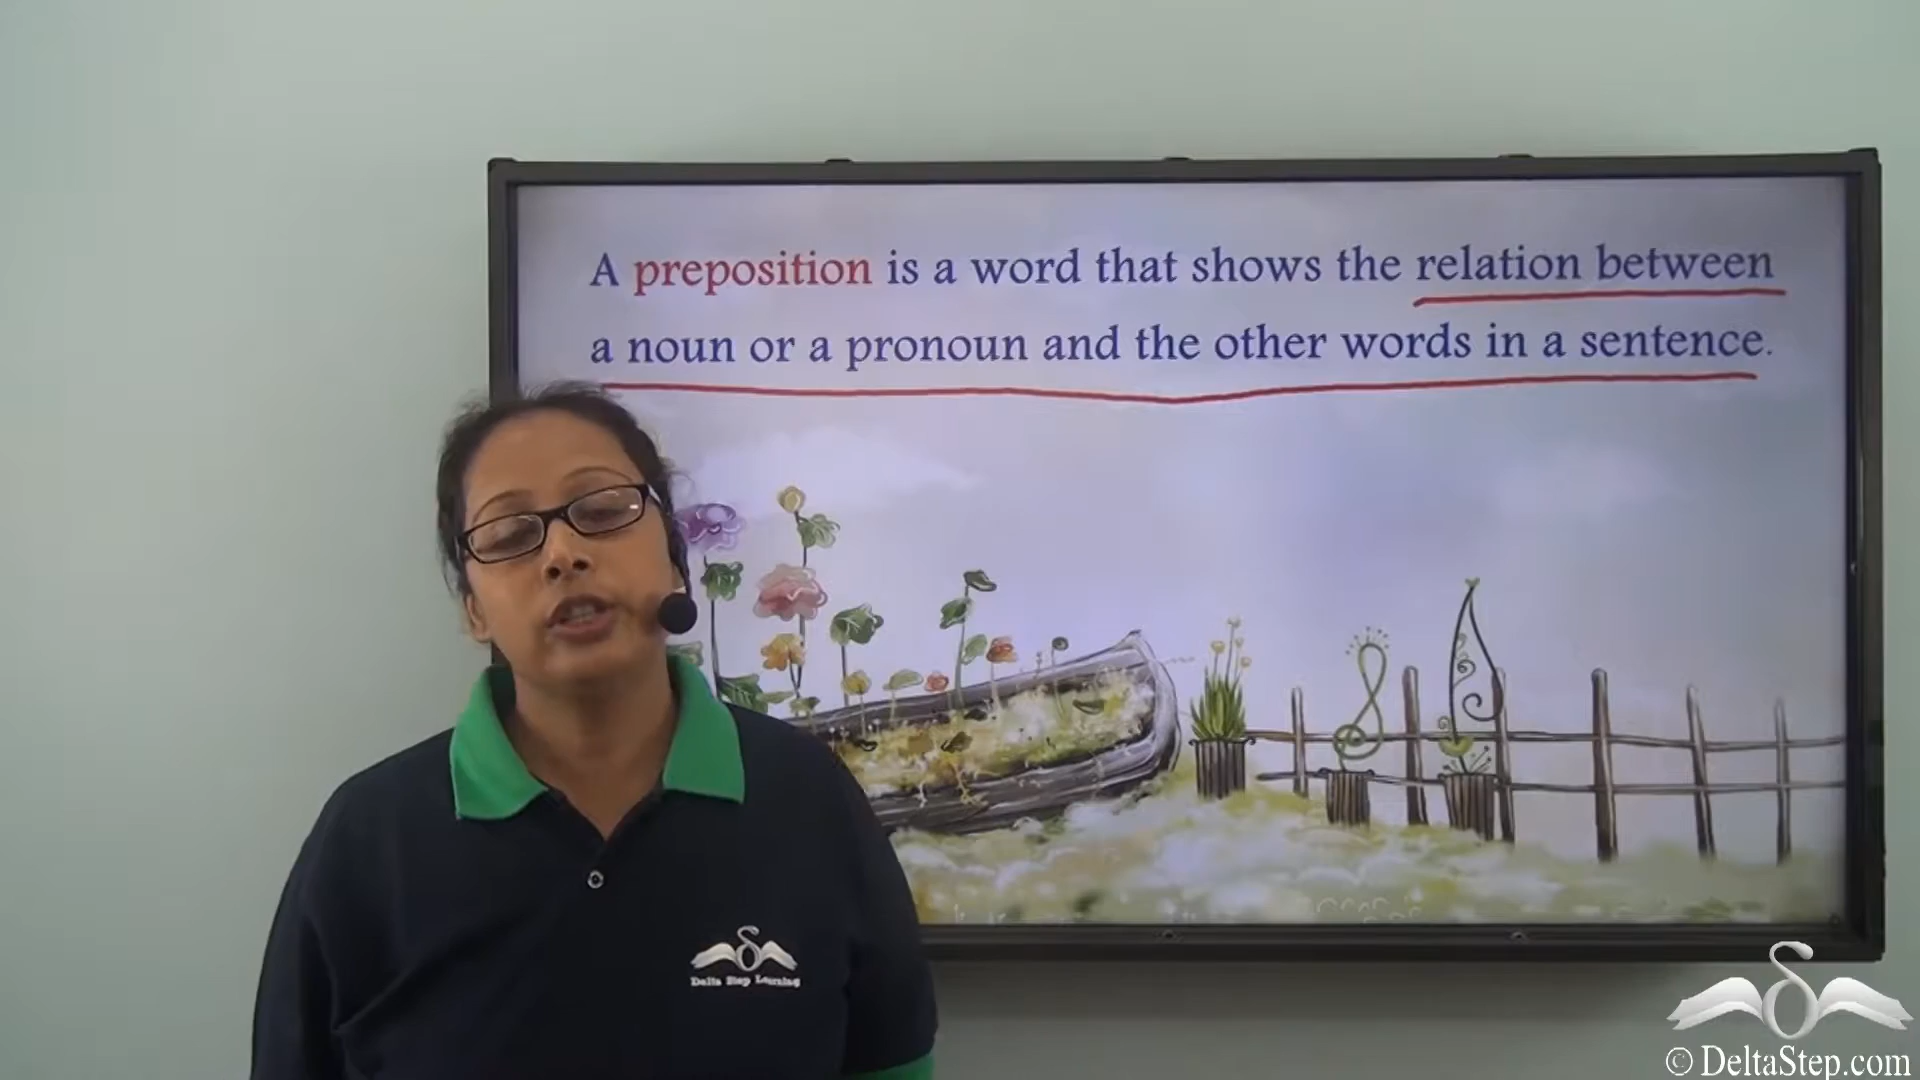 A preposition is a word that shows the relation between
a noun or a pronoun and the other words in a sentence.
Delta Step Learning
© DeltaStep.com